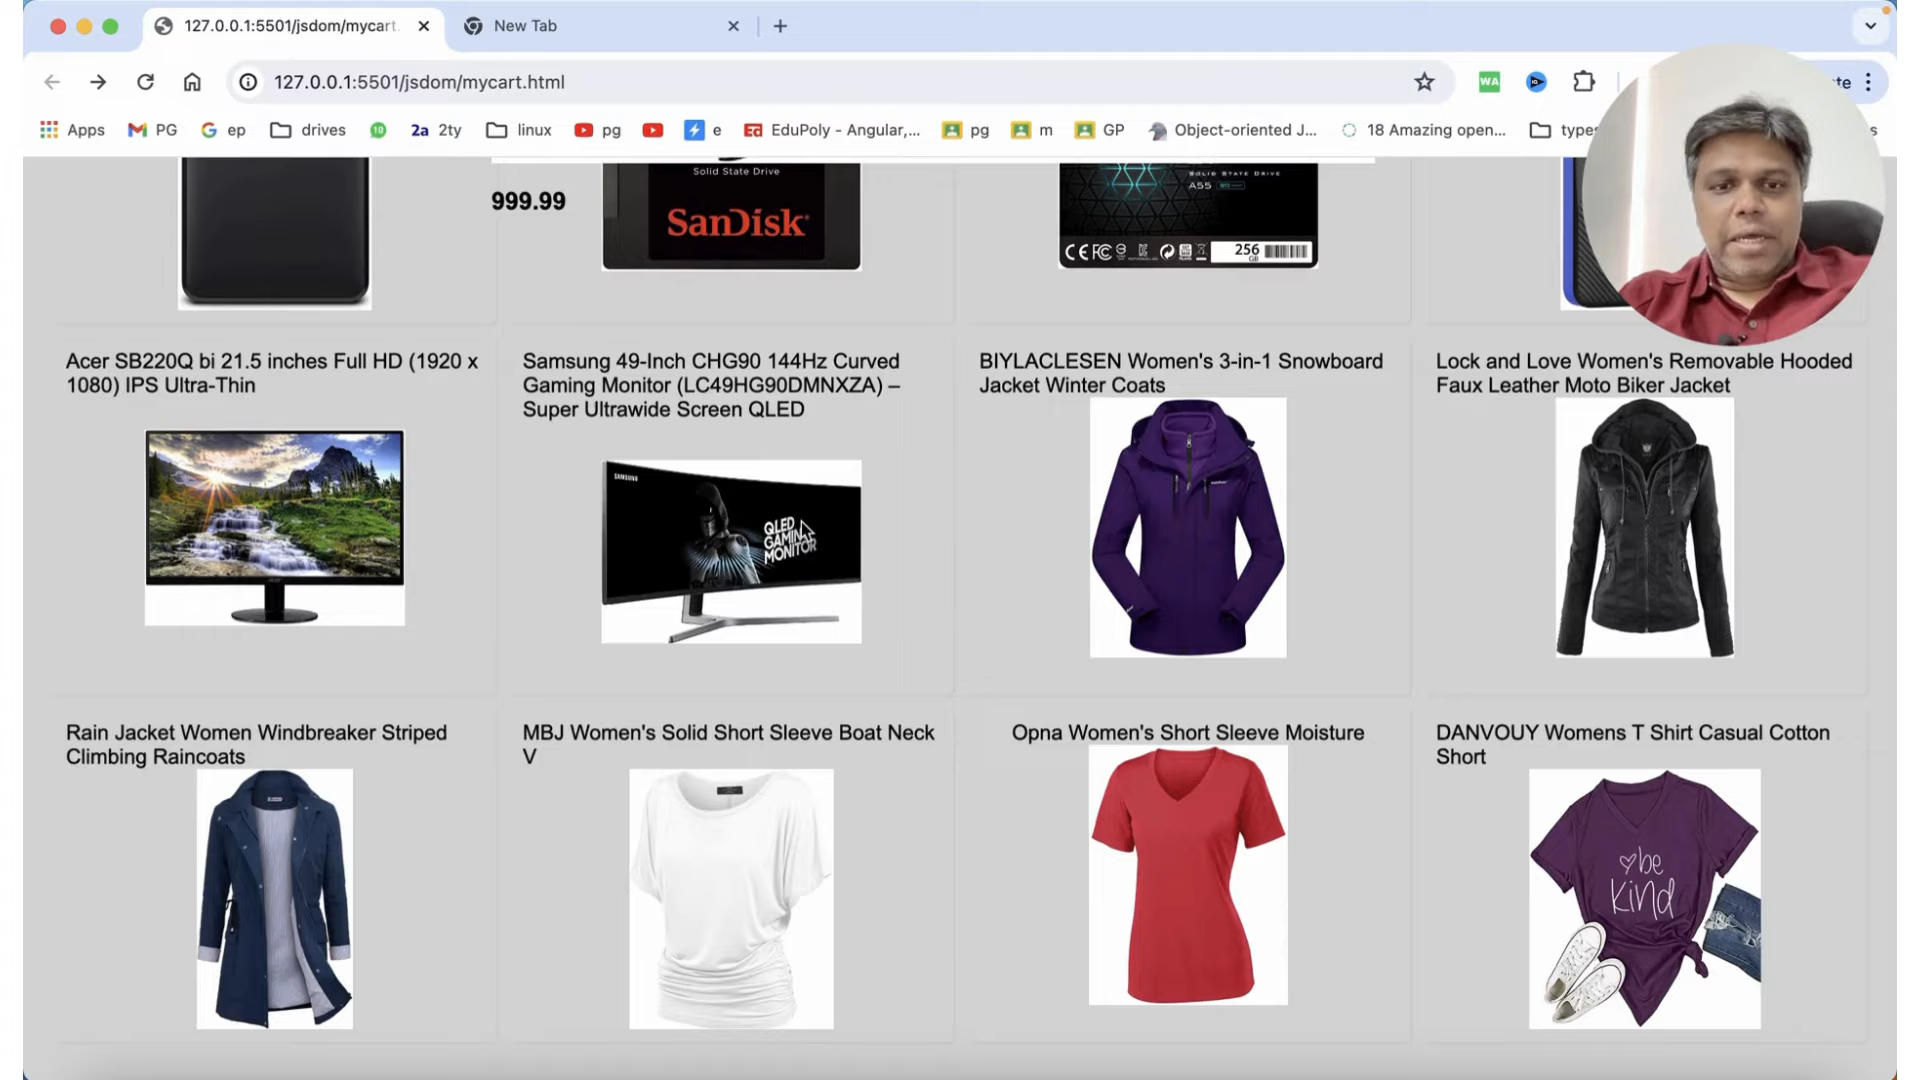 127.0.0.1:5501/jsdom/mycart.
New Tab
127.0.0.1:5501/jsdom/mycart.html
WA
te
Apps
PG
ep
drives
10
2a 2ty
linux
pg
e
EduPoly - Angular,...
pg
m
GP
Object-oriented J...
18 Amazing open...
types
s
999.99
Solid State Drive
SanDisk
SOLID STATE DRIVE
A55
256
GB
Acer SB220Q bi 21.5 inches Full HD (1920 x
1080) IPS Ultra-Thin
Samsung 49-Inch CHG90 144Hz Curved
Gaming Monitor (LC49HG90DMNXZA) –
Super Ultrawide Screen QLED
SAMSUNG
QLED
GAMING
MONITOR
BIYLACLESEN Women's 3-in-1 Snowboard
Jacket Winter Coats
Lock and Love Women's Removable Hooded
Faux Leather Moto Biker Jacket
Rain Jacket Women Windbreaker Striped
Climbing Raincoats
MBJ Women's Solid Short Sleeve Boat Neck
V
Opna Women's Short Sleeve Moisture
DANVOUY Womens T Shirt Casual Cotton
Short
be
kind